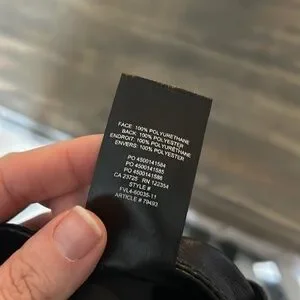 FACE: 100% POLYURETHANE
BACK: 100% POLYESTER
ENDROIT: 100% POLYURETHANE
ENVERS: 100% POLYESTER
PO 4500141584
PO 4500141585
PO 4500141586
CA 23725 RN 122354
STYLE #
FVL4-60035-11
ARTICLE # 79493